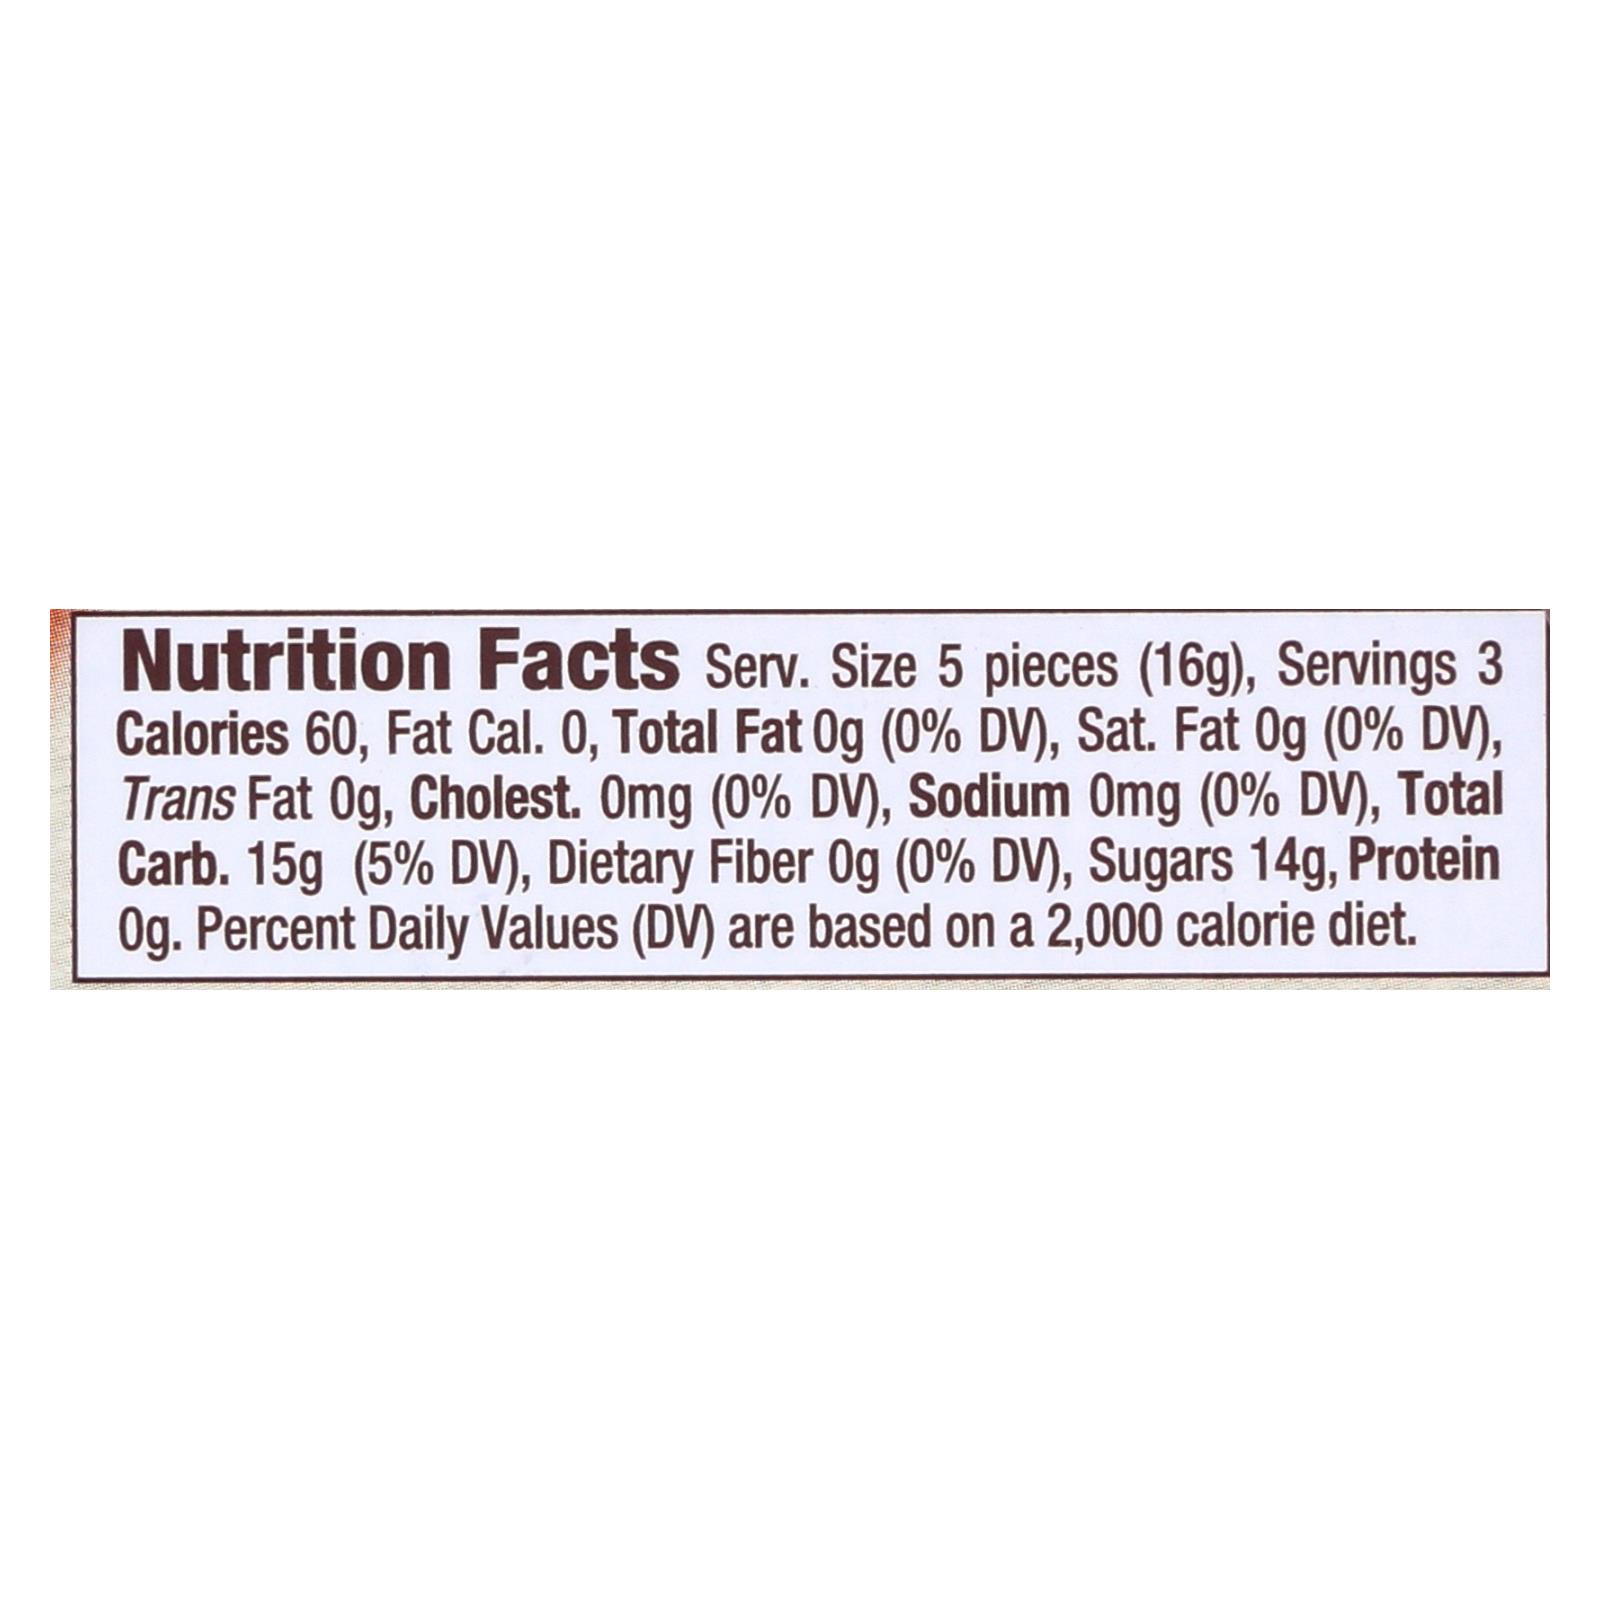 Nutrition Facts Serv. Size 5 pieces (16g), Servings 3
Calories 60, Fat Cal. 0, Total Fat 0g (0% DV), Sat. Fat 0g (0% DV),
Trans Fat 0g, Cholest. 0mg (0% DV), Sodium 0mg (0% DV), Total
Carb. 15g (5% DV), Dietary Fiber 0g (0% DV), Sugars 14g, Protein
0g. Percent Daily Values (DV) are based on a 2,000 calorie diet.